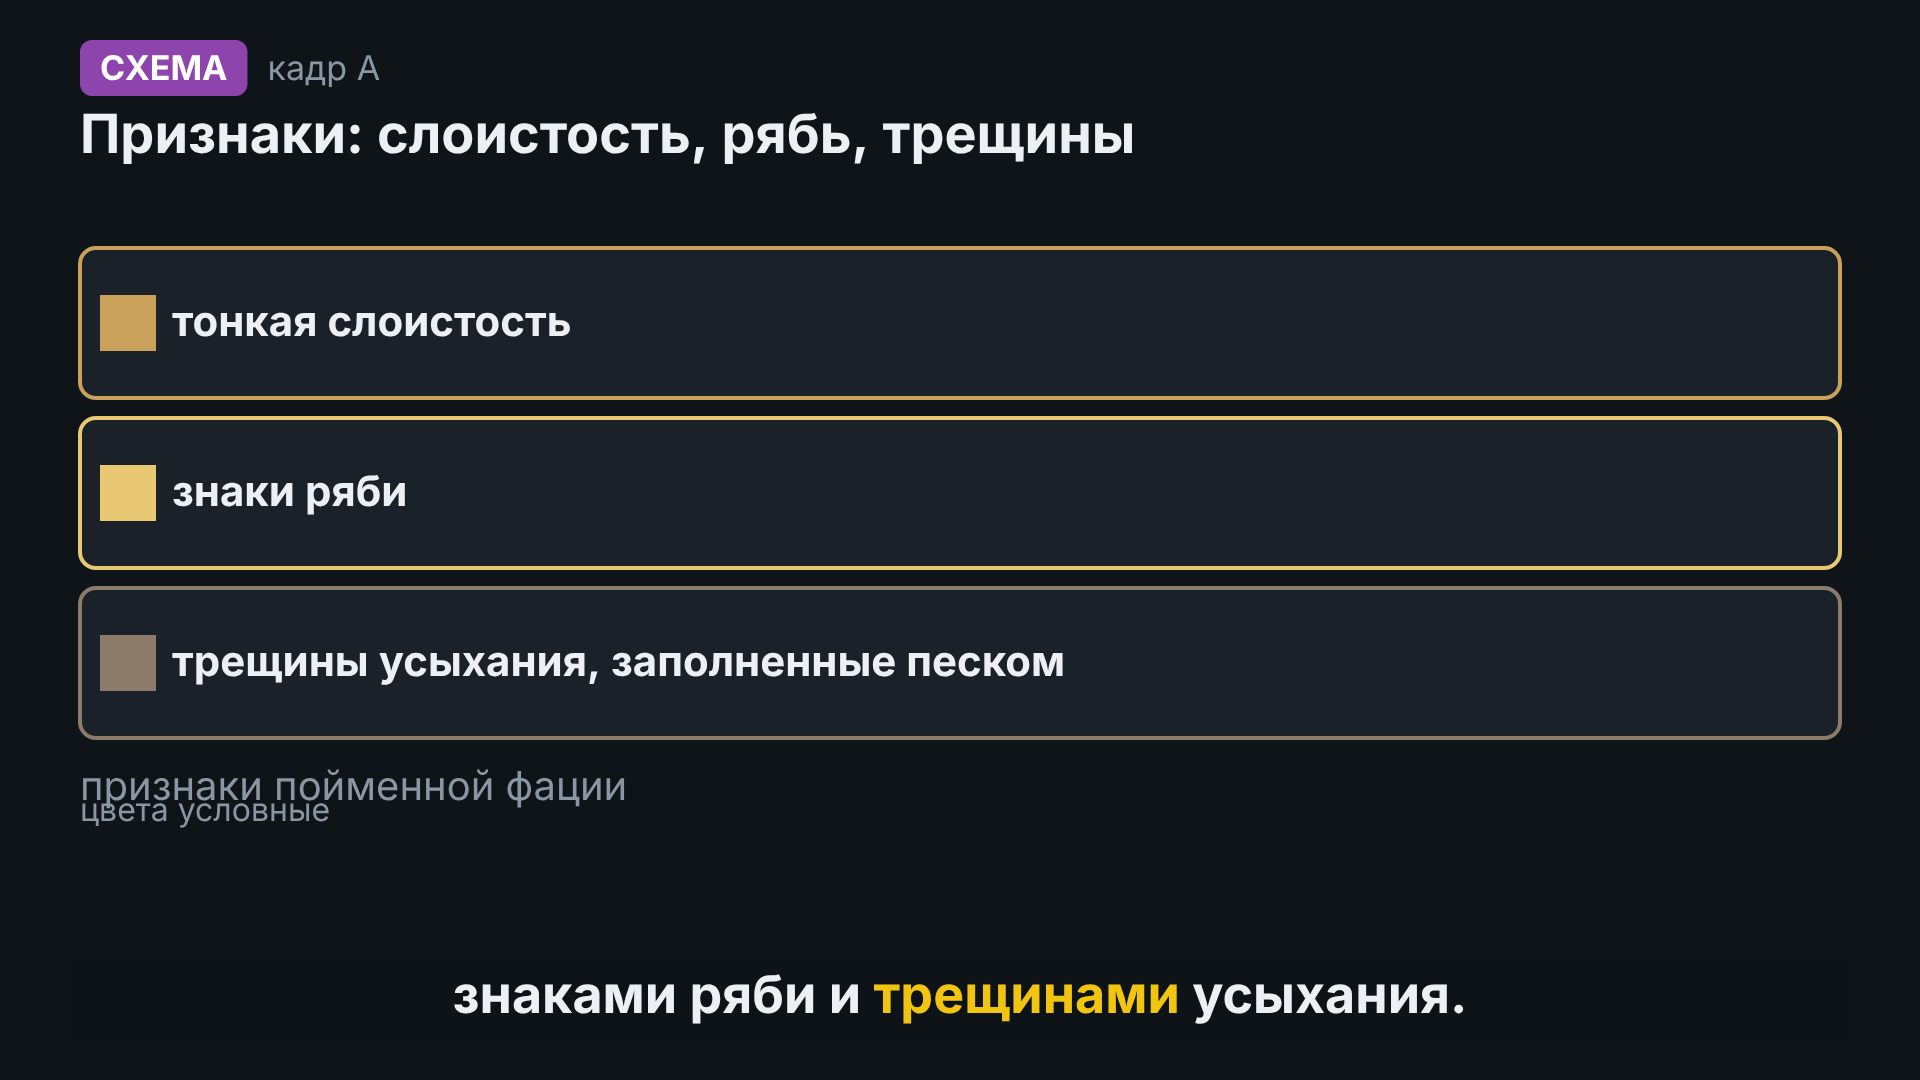 СХЕМА кадр А
Признаки: слоистость, рябь, трещины
тонкая слоистость
знаки ряби
трещины усыхания, заполненные песком
признаки пойменной фации
цвета условные
знаками ряби и трещинами усыхания.